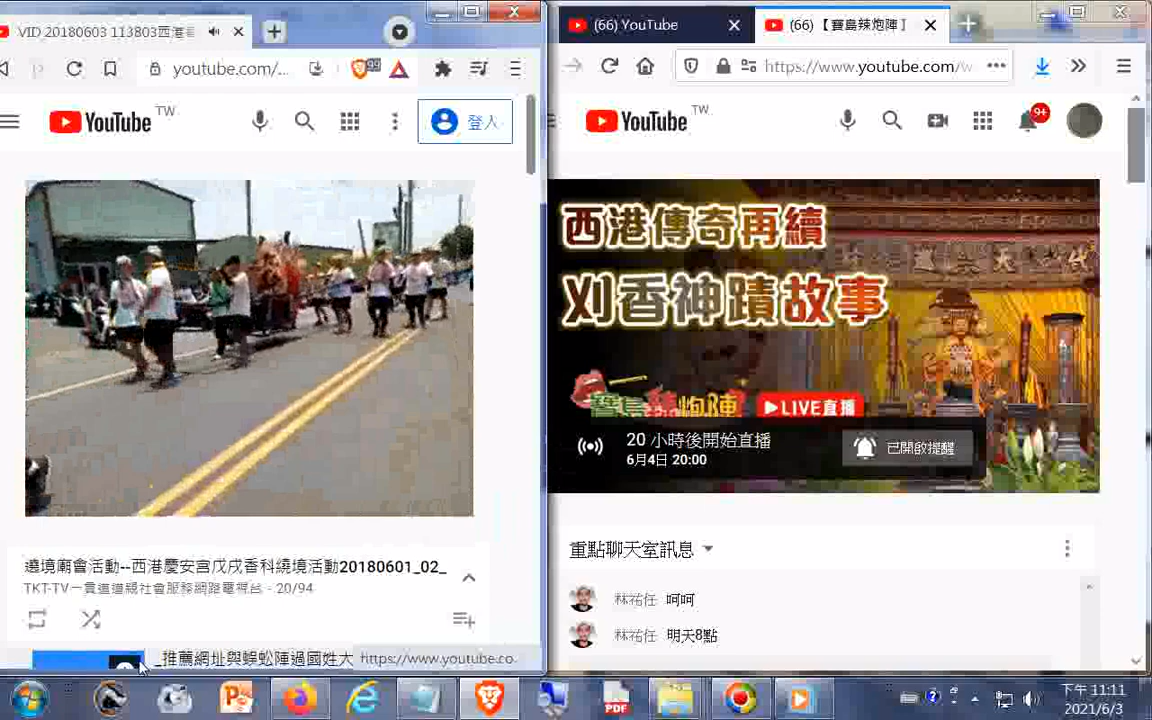 VID 20180603 113803西港
youtube.com/...
99
YouTube
TW
登入
遶境廟會活動--西港慶安宮戊戌香科繞境活動20180601_02_
TKT-TV一貫道道親社會服務網路電視台 - 20/94
_推薦網址與蜈蚣陣過國姓大
https://www.youtube.co
(66) YouTube
(66) 【寶島辣炮陣】
https://www.youtube.com/w
YouTube
TW
9+
西港傳奇再續
刈香神蹟故事
寶島辣炮陣
LIVE直播
20 小時後開始直播
6月4日 20:00
已開啟提醒
重點聊天室訊息
林祐任 呵呵
林祐任 明天8點
PDF
下午 11:11
2021/6/3